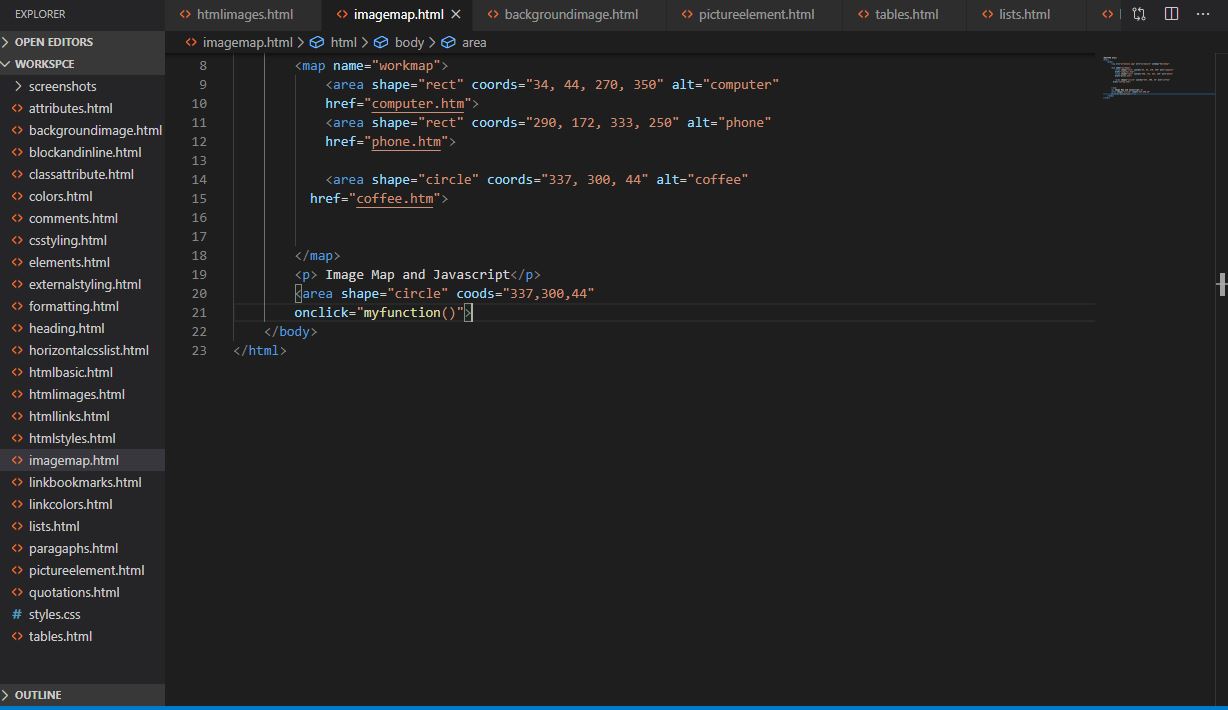 EXPLORER
htmlimages.html
imagemap.html
backgroundimage.html
pictureelement.html
tables.html
lists.html
OPEN EDITORS
WORKSPCE
screenshots
attributes.html
backgroundimage.html
blockandinline.html
classattribute.html
colors.html
comments.html
csstyling.html
elements.html
externalstyling.html
formatting.html
heading.html
horizontalcsslist.html
htmlbasic.html
htmlimages.html
htmllinks.html
htmlstyles.html
imagemap.html
linkbookmarks.html
linkcolors.html
lists.html
paragaphs.html
pictureelement.html
quotations.html
# styles.css
tables.html
OUTLINE
imagemap.html > html > body > area
8 <map name="workmap">
9 <area shape="rect" coords="34, 44, 270, 350" alt="computer"
10 href="computer.htm">
11 <area shape="rect" coords="290, 172, 333, 250" alt="phone"
12 href="phone.htm">
13
14 <area shape="circle" coords="337, 300, 44" alt="coffee"
15 href="coffee.htm">
16
17
18 </map>
19 <p> Image Map and Javascript</p>
20 <area shape="circle" coods="337,300,44"
21 onclick="myfunction()">
22 </body>
23 </html>